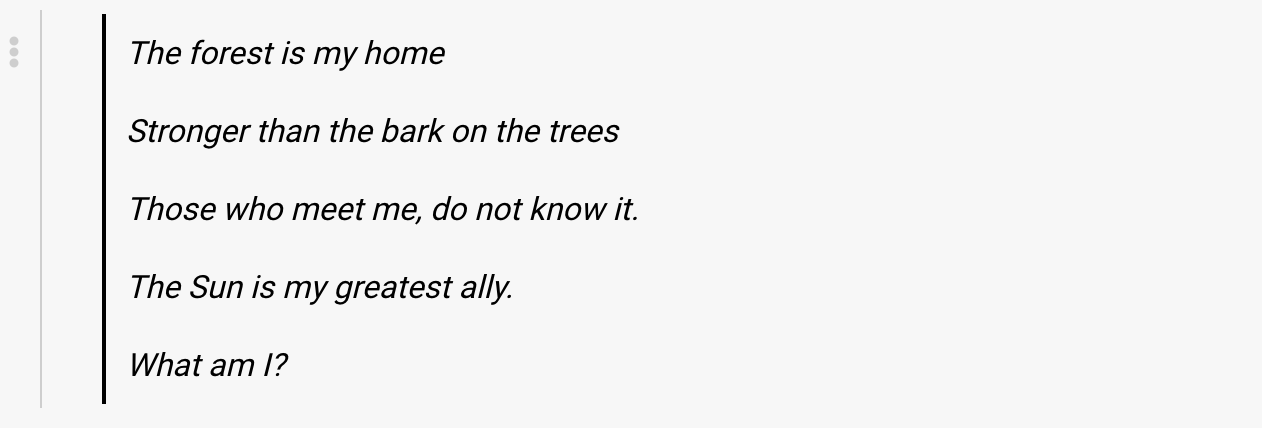 The forest is my home
Stronger than the bark on the trees
Those who meet me, do not know it.
The Sun is my greatest ally.
What am I?